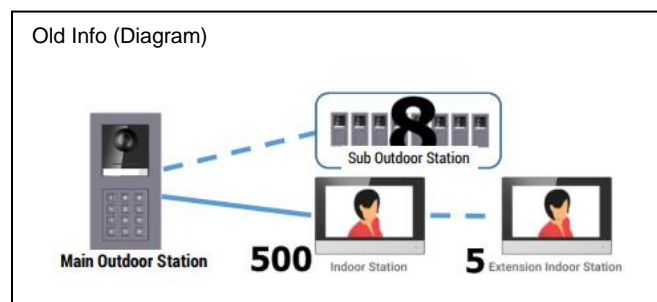 Old Info (Diagram)
8
Sub Outdoor Station
Main Outdoor Station
500
Indoor Station
5
Extension Indoor Station